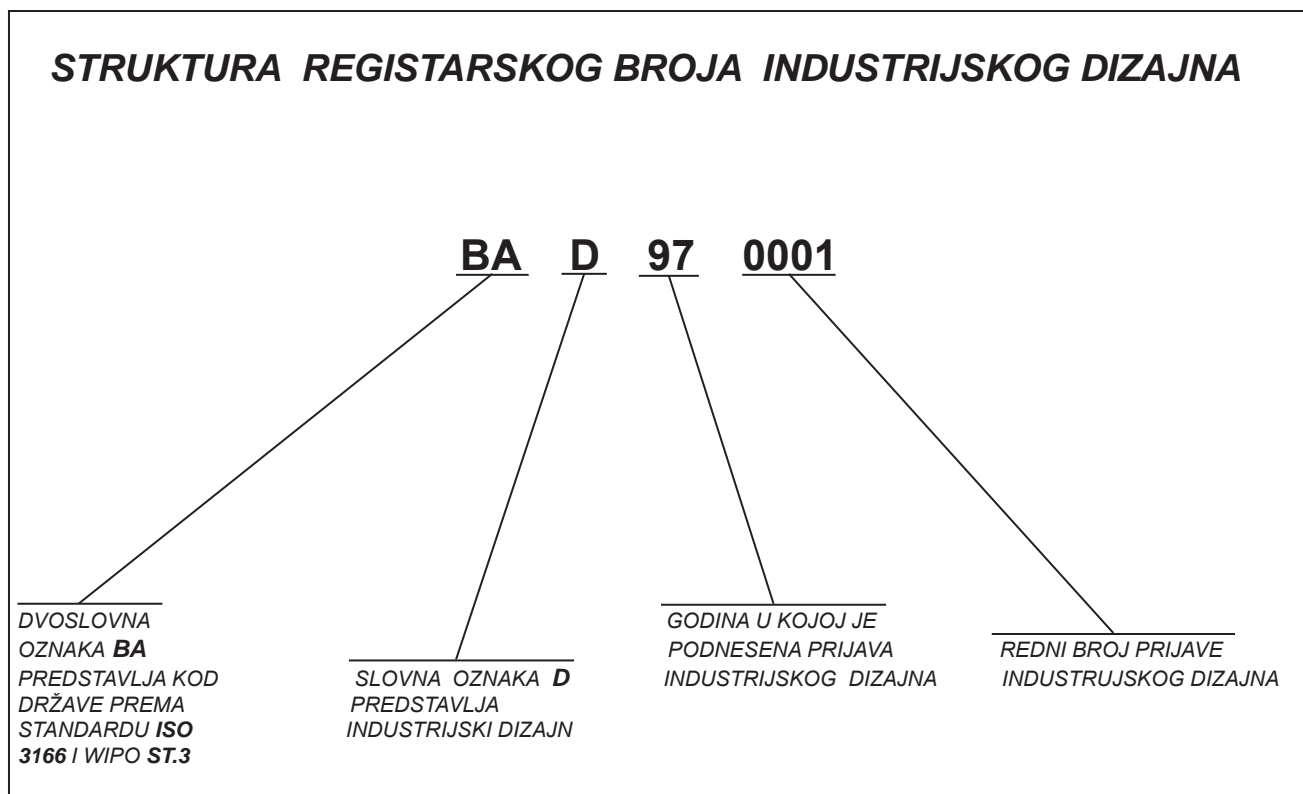 STRUKTURA REGISTARSKOG BROJA INDUSTRIJSKOG DIZAJNA
BA D 97 0001
DVOSLOVNA
OZNAKA BA
PREDSTAVLJA KOD
DRŽAVE PREMA
STANDARDU ISO
3166 I WIPO ST.3
SLOVNA OZNAKA D
PREDSTAVLJA
INDUSTRIJSKI DIZAJN
GODINA U KOJOJ JE
PODNESENA PRIJAVA
INDUSTRIJSKOG DIZAJNA
REDNI BROJ PRIJAVE
INDUSTRUJSKOG DIZAJNA